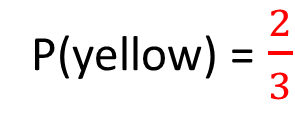 P(yellow) = 2/3